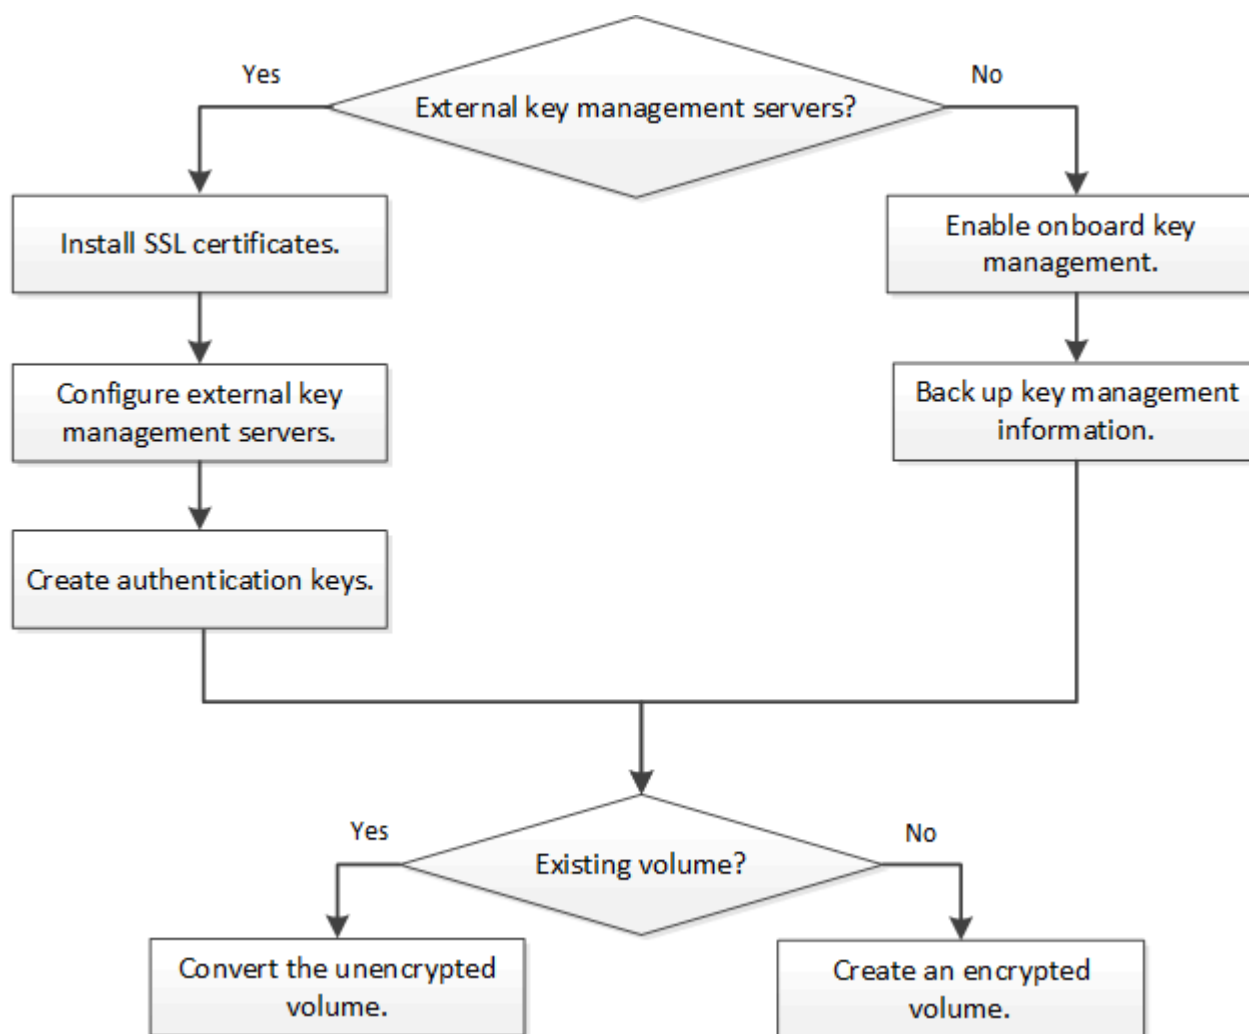 Yes
No
External key management servers?
Install SSL certificates.
Enable onboard key
management.
Configure external key
management servers.
Back up key management
information.
Create authentication keys.
Yes
No
Existing volume?
Convert the unencrypted
volume.
Create an encrypted
volume.